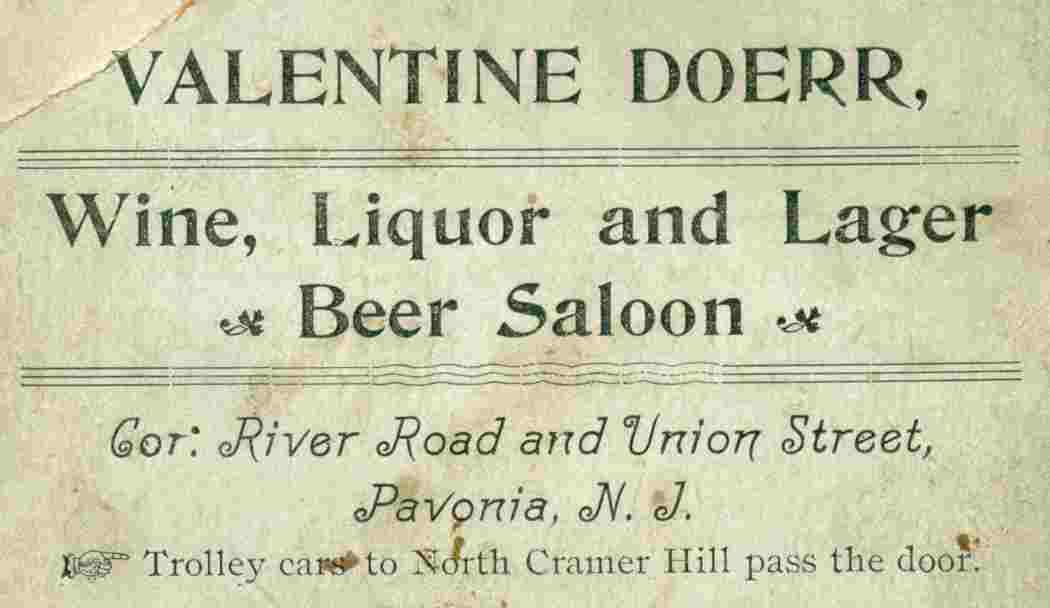 VALENTINE DOERR,
Wine, Liquor and Lager
Beer Saloon
Cor: River Road and Union Street,
Pavonia, N. J.
Trolley cars to North Cramer Hill pass the door.